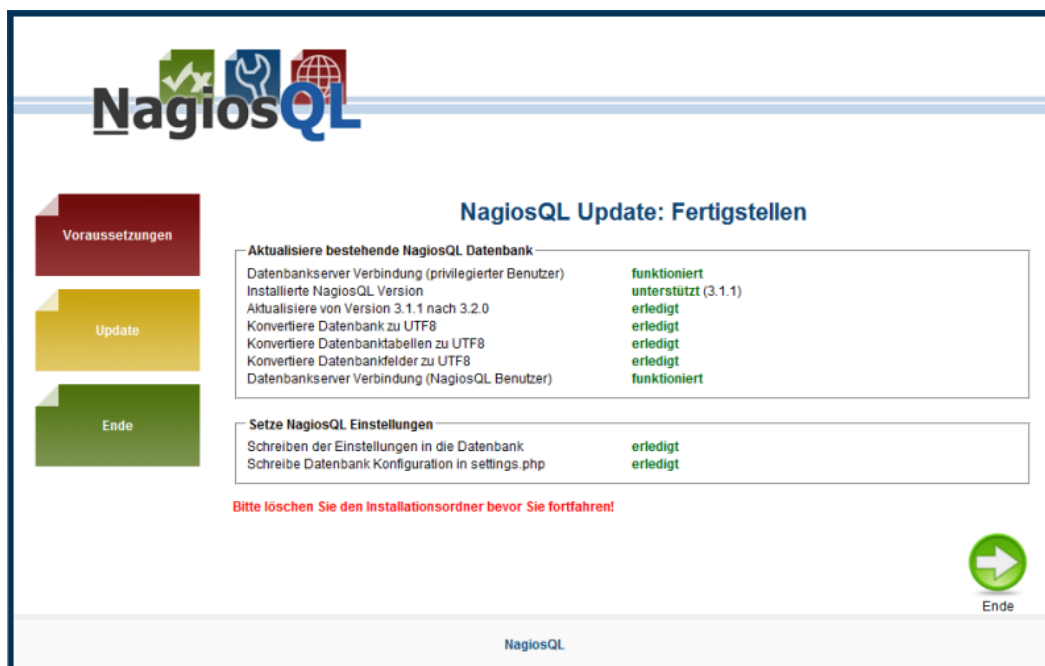 NagiosQL
Voraussetzungen
Update
Ende
NagiosQL Update: Fertigstellen
Aktualisiere bestehende NagiosQL Datenbank
Datenbankserver Verbindung (privilegierter Benutzer) funktioniert
Installierte NagiosQL Version unterstützt (3.1.1)
Aktualisiere von Version 3.1.1 nach 3.2.0 erledigt
Konvertiere Datenbank zu UTF8 erledigt
Konvertiere Datenbanktabellen zu UTF8 erledigt
Konvertiere Datenbankfelder zu UTF8 erledigt
Datenbankserver Verbindung (NagiosQL Benutzer) funktioniert
Setze NagiosQL Einstellungen
Schreiben der Einstellungen in die Datenbank erledigt
Schreibe Datenbank Konfiguration in settings.php erledigt
Bitte löschen Sie den Installationsordner bevor Sie fortfahren!
Ende
NagiosQL